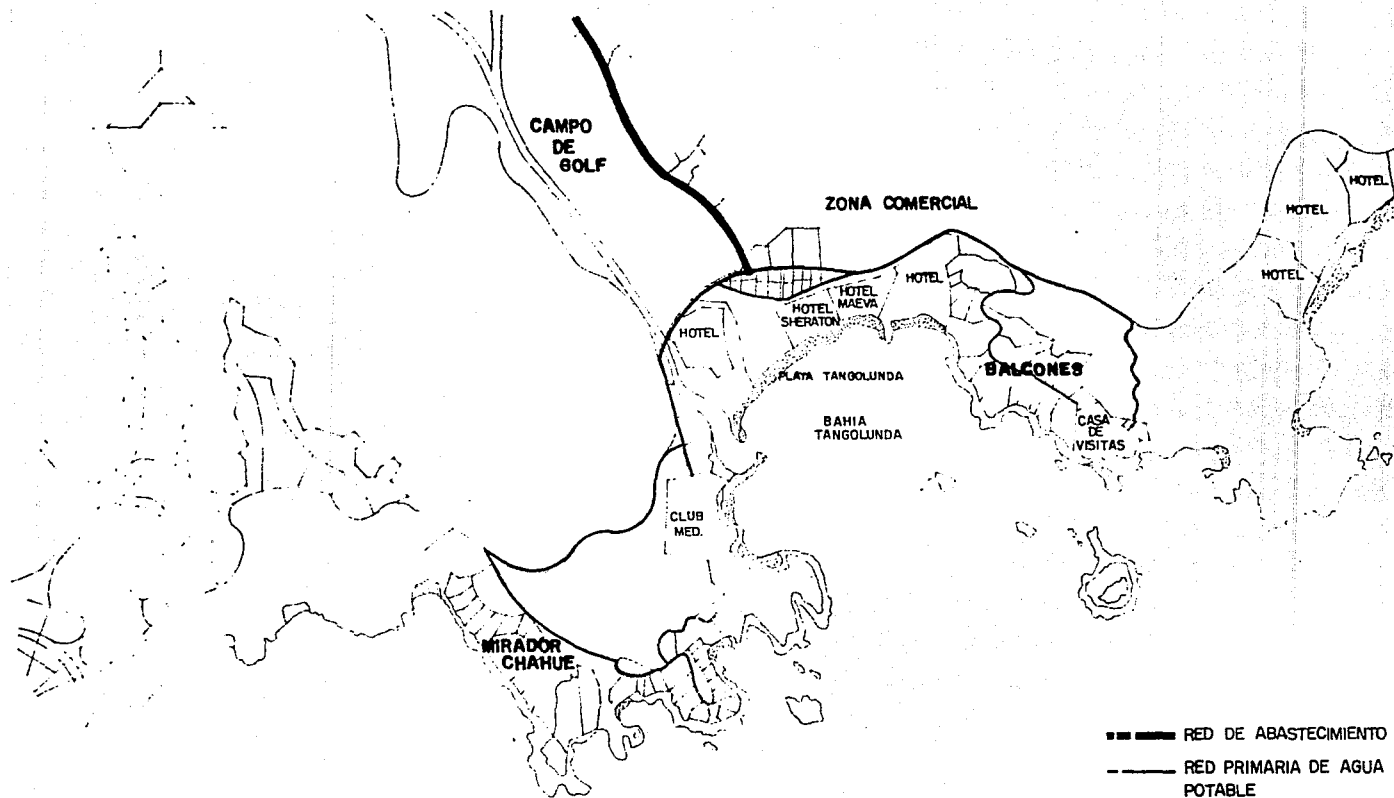 CAMPO
DE
GOLF
ZONA COMERCIAL
HOTEL
HOTEL
HOTEL
HOTEL
HOTEL
MAEVA
HOTEL
SHERATON
HOTEL
PLAYA TANGOLUNDA
BALCONES
BAHIA
TANGOLUNDA
CASA
DE
VISITAS
CLUB
MED.
MIRADOR
CHAHUE
RED DE ABASTECIMIENTO
RED PRIMARIA DE AGUA
POTABLE